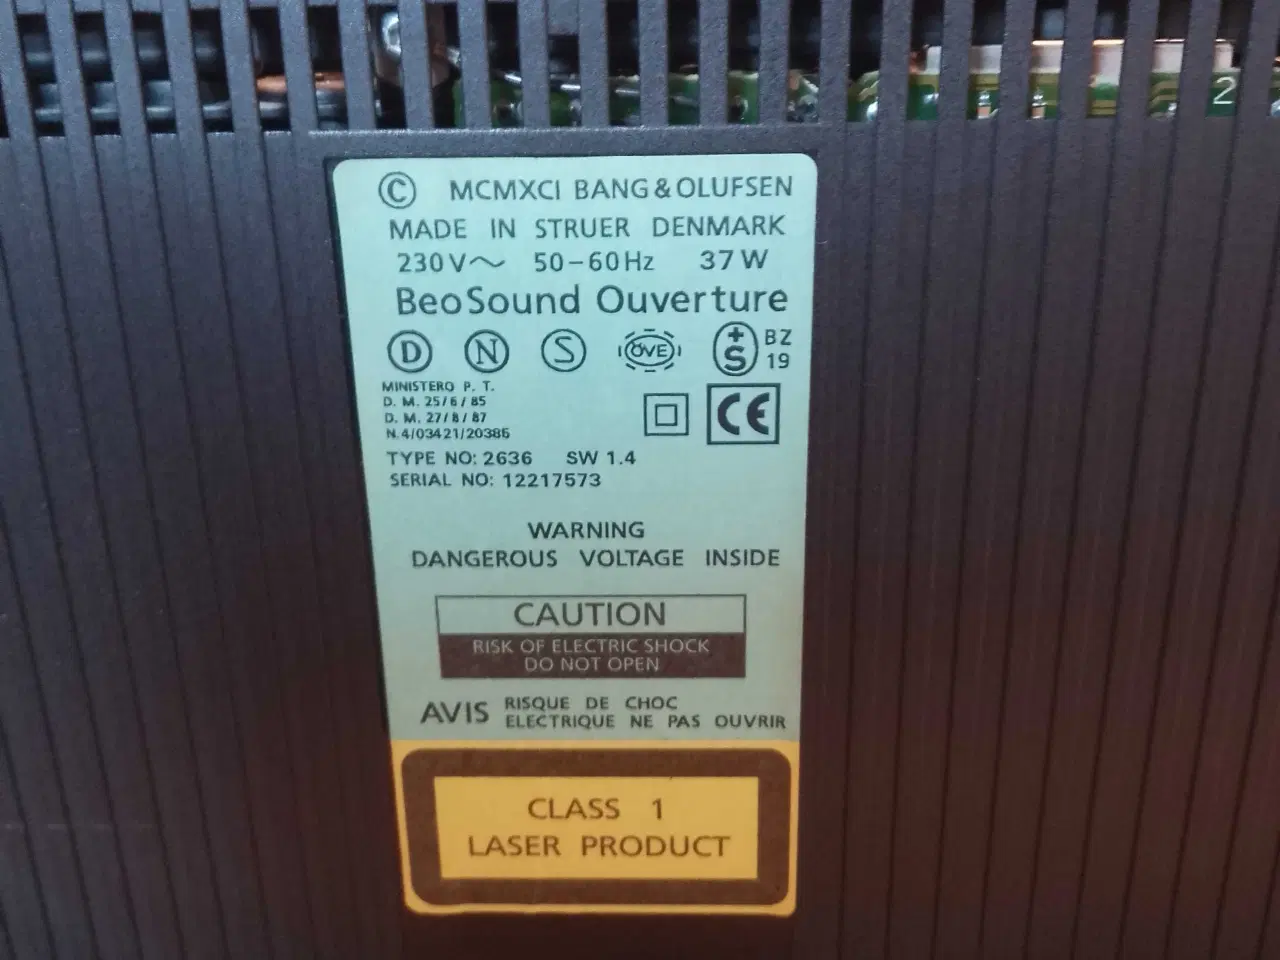 2
© MCMXCI BANG & OLUFSEN
MADE IN STRUER DENMARK
230V~ 50-60Hz 37W
BeoSound Ouverture
D N S ÖVE +S BZ 19
MINISTERO P. T.
D. M. 25/6/85
D. M. 27/8/87
N.4/03421/20385
CE
TYPE NO: 2636 SW 1.4
SERIAL NO: 12217573
WARNING
DANGEROUS VOLTAGE INSIDE
CAUTION
RISK OF ELECTRIC SHOCK
DO NOT OPEN
AVIS RISQUE DE CHOC
ELECTRIQUE NE PAS OUVRIR
CLASS 1
LASER PRODUCT